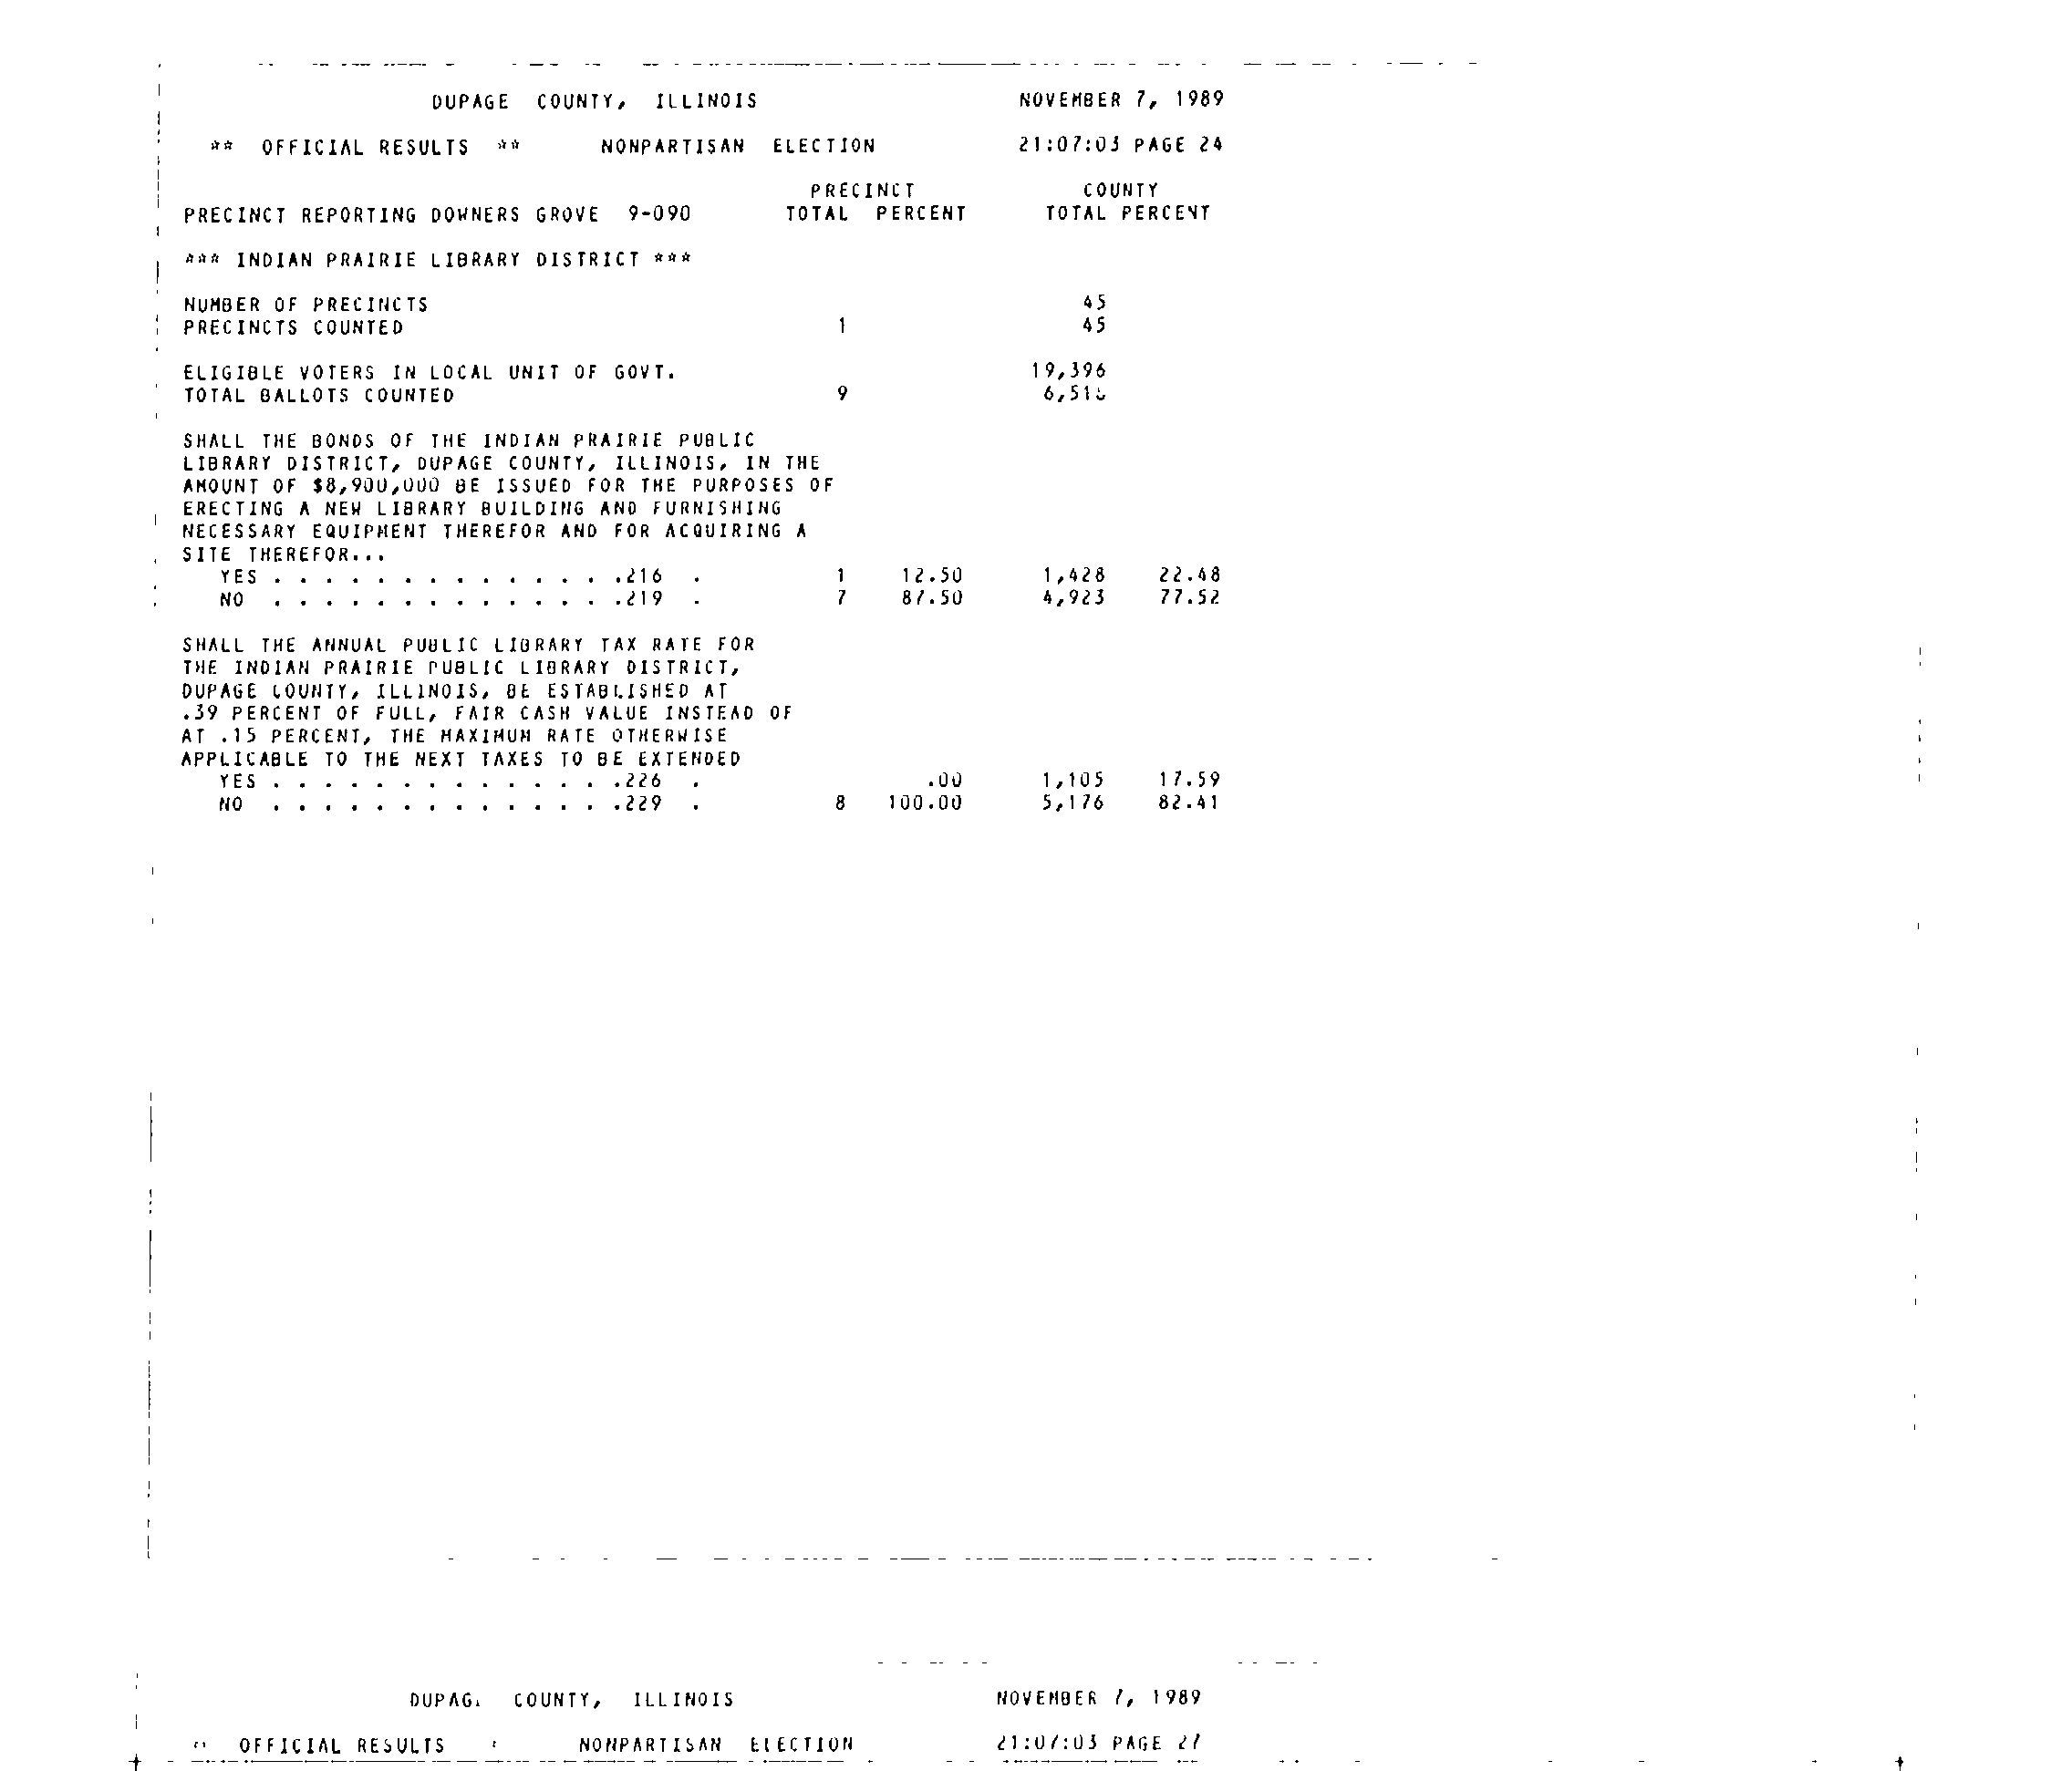 DUPAGE COUNTY, ILLINOIS NOVEMBER 7, 1989
** OFFICIAL RESULTS ** NONPARTISAN ELECTION 21:07:03 PAGE 24
PRECINCT COUNTY
PRECINCT REPORTING DOWNERS GROVE 9-090 TOTAL PERCENT TOTAL PERCENT
*** INDIAN PRAIRIE LIBRARY DISTRICT ***
NUMBER OF PRECINCTS 45
PRECINCTS COUNTED 1 45
ELIGIBLE VOTERS IN LOCAL UNIT OF GOVT. 19,396
TOTAL BALLOTS COUNTED 9
SHALL THE BONDS OF THE INDIAN PRAIRIE PUBLIC
LIBRARY DISTRICT, DUPAGE COUNTY, ILLINOIS, IN THE
AMOUNT OF $8,900,000 BE ISSUED FOR THE PURPOSES OF
ERECTING A NEW LIBRARY BUILDING AND FURNISHING
NECESSARY EQUIPMENT THEREFOR AND FOR ACQUIRING A
SITE THEREFOR...
YES . . . . . . . . . . . . . .216 . 1 12.50 1,428 22.48
NO . . . . . . . . . . . . . .219 . 7 87.50 4,923 77.52
SHALL THE ANNUAL PUBLIC LIBRARY TAX RATE FOR
THE INDIAN PRAIRIE PUBLIC LIBRARY DISTRICT,
DUPAGE COUNTY, ILLINOIS, BE ESTABLISHED AT
.39 PERCENT OF FULL, FAIR CASH VALUE INSTEAD OF
AT .15 PERCENT, THE MAXIMUM RATE OTHERWISE
APPLICABLE TO THE NEXT TAXES TO BE EXTENDED
YES . . . . . . . . . . . . . .226 . .00 1,105 17.59
NO . . . . . . . . . . . . . .229 . 8 100.00 5,176 82.41
DUPAG COUNTY, ILLINOIS NOVEMBER 7, 1989
OFFICIAL RESULTS NONPARTISAN ELECTION 21:07:03 PAGE 27